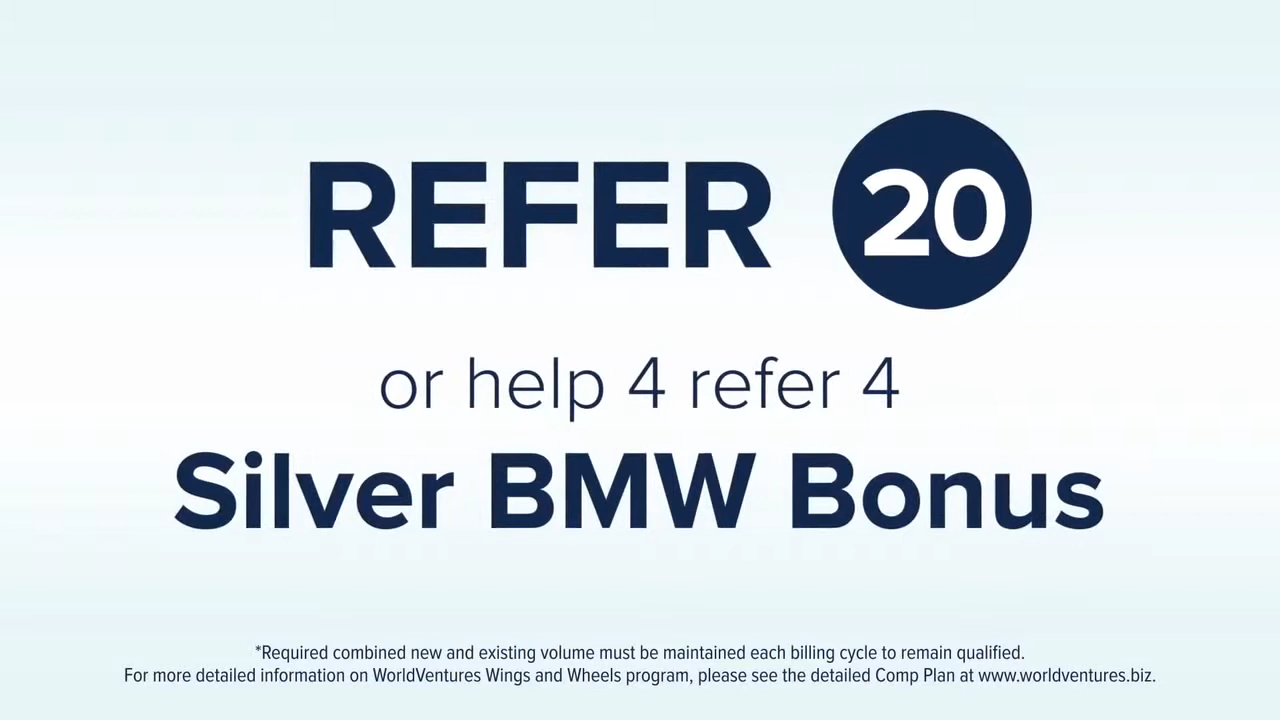 REFER 20
or help 4 refer 4
Silver BMW Bonus
*Required combined new and existing volume must be maintained each billing cycle to remain qualified.
For more detailed information on WorldVentures Wings and Wheels program, please see the detailed Comp Plan at www.worldventures.biz.